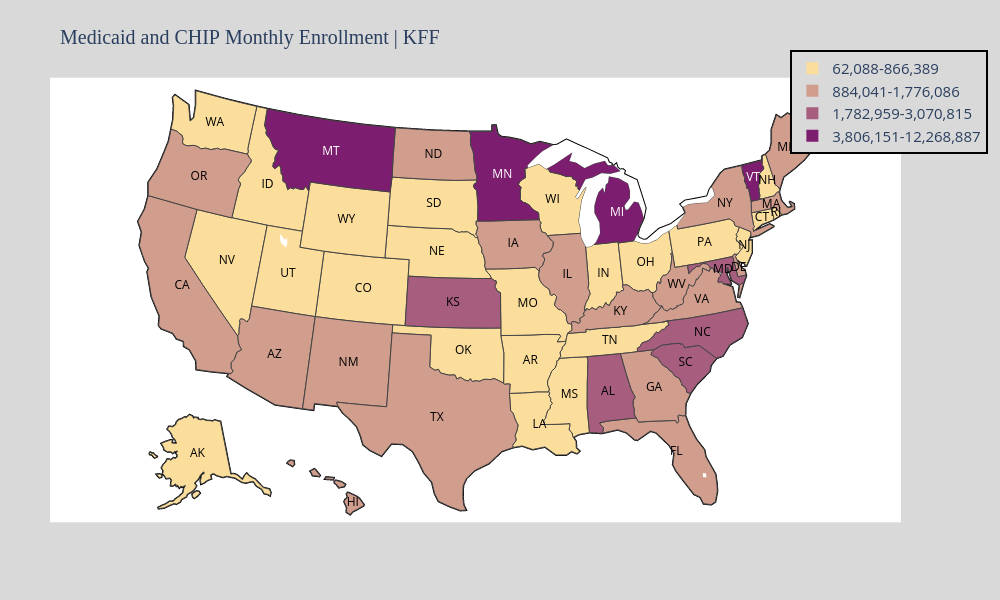 Medicaid and CHIP Monthly Enrollment | KFF
62,088-866,389
884,041-1,776,086
1,782,959-3,070,815
3,806,151-12,268,887
WA
MT
ND
MN
OR
ID
SD
WI
MI
VT
NH
NY
MA
RI
CT
WY
IA
NE
PA
NJ
NV
UT
CO
IL
IN
OH
MD
DE
CA
KS
MO
WV
VA
KY
AZ
NM
OK
AR
TN
NC
SC
TX
LA
MS
AL
GA
FL
AK
HI